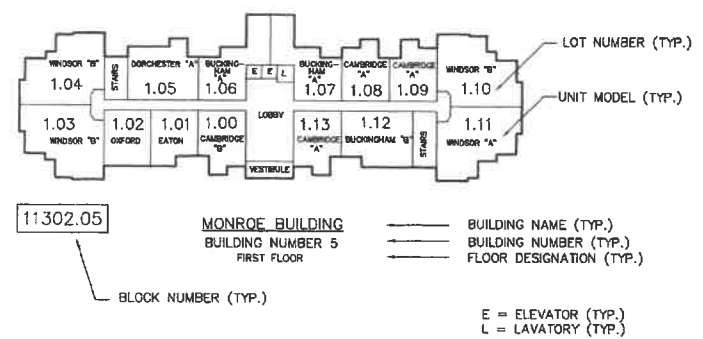 WINDSOR "B"
1.04
STAIRS
DORCHESTER "A"
1.05
BUCKING-
HAM
"A"
1.06
E E L
BUCKING-
HAM
"A"
1.07
CAMBRIDGE
"A"
1.08
CAMBRIDGE
"A"
1.09
WINDSOR "B"
1.10
LOT NUMBER (TYP.)
UNIT MODEL (TYP.)
1.03
WINDSOR "B"
1.02
OXFORD
1.01
EATON
1.00
CAMBRIDGE
"B"
LOBBY
VESTIBULE
1.13
CAMBRIDGE
"A"
1.12
BUCKINGHAM "B"
STAIRS
1.11
WINDSOR "A"
11302.05
MONROE BUILDING
BUILDING NUMBER 5
FIRST FLOOR
BUILDING NAME (TYP.)
BUILDING NUMBER (TYP.)
FLOOR DESIGNATION (TYP.)
BLOCK NUMBER (TYP.)
E = ELEVATOR (TYP.)
L = LAVATORY (TYP.)